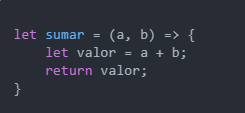 let sumar = (a, b) => {
    let valor = a + b;
    return valor;
}